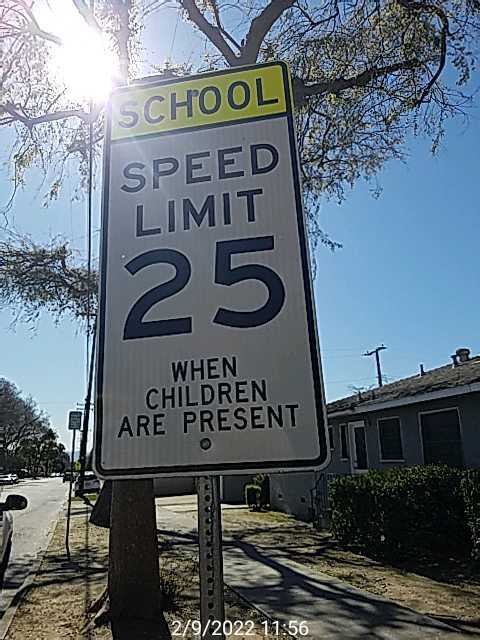 SCHOOL
SPEED
LIMIT
25
WHEN
CHILDREN
ARE PRESENT
2/9/2022 11:56